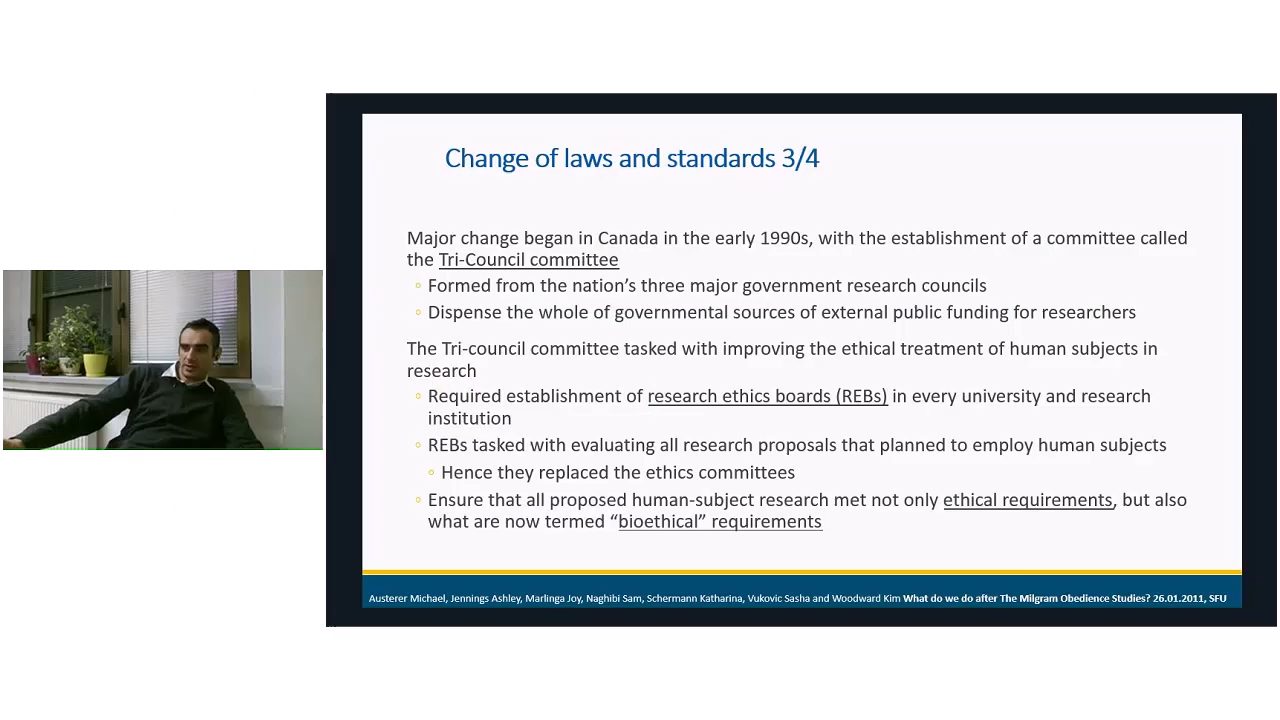 Change of laws and standards 3/4
Major change began in Canada in the early 1990s, with the establishment of a committee called
the Tri-Council committee
◦ Formed from the nation’s three major government research councils
◦ Dispense the whole of governmental sources of external public funding for researchers
The Tri-council committee tasked with improving the ethical treatment of human subjects in
research
◦ Required establishment of research ethics boards (REBs) in every university and research
institution
◦ REBs tasked with evaluating all research proposals that planned to employ human subjects
◦ Hence they replaced the ethics committees
◦ Ensure that all proposed human-subject research met not only ethical requirements, but also
what are now termed “bioethical” requirements
Austerer Michael, Jennings Ashley, Marlinga Joy, Naghibi Sam, Schermann Katharina, Vukovic Sasha and Woodward Kim What do we do after The Milgram Obedience Studies? 26.01.2011, SFU